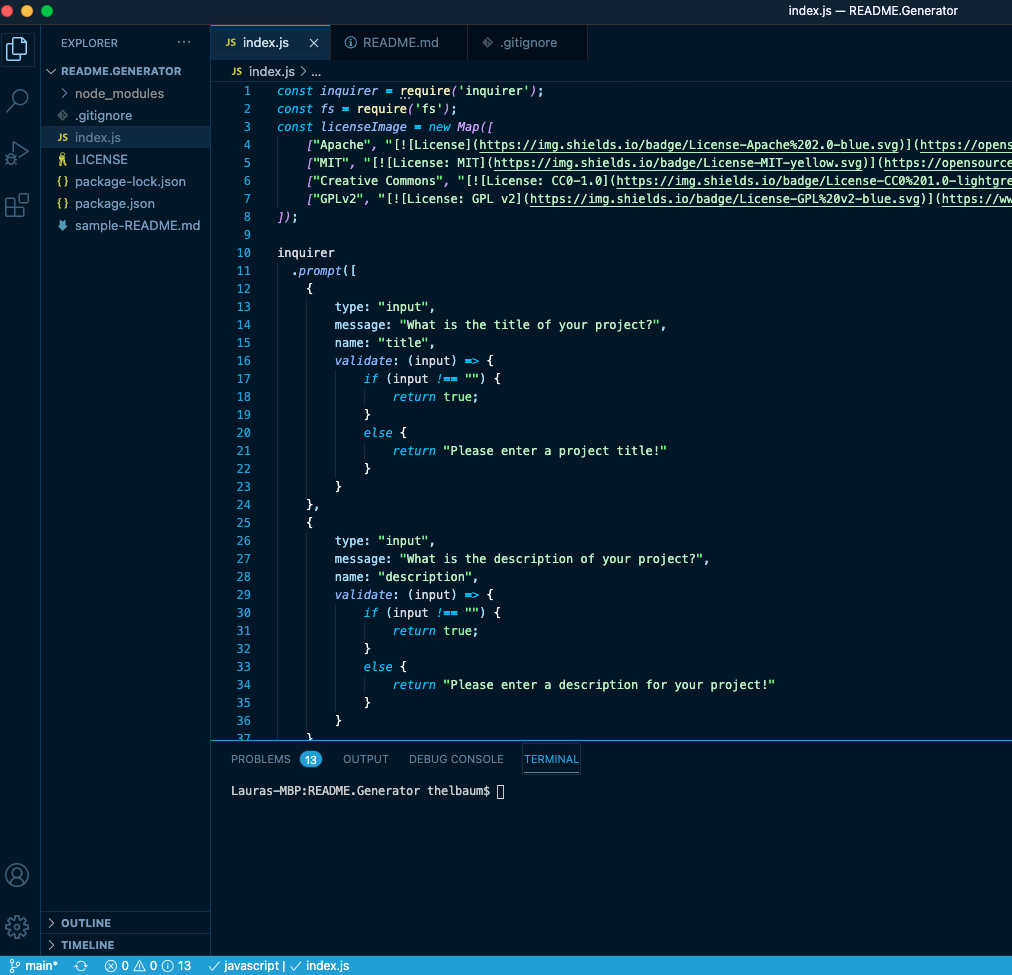 index.js — README.Generator
EXPLORER ···
README.GENERATOR
node_modules
.gitignore
JS index.js
LICENSE
{} package-lock.json
{} package.json
sample-README.md
OUTLINE
TIMELINE
JS index.js × README.md .gitignore
JS index.js > ...
1 const inquirer = require('inquirer');
2 const fs = require('fs');
3 const licenseImage = new Map([
4 ["Apache", "[![License](https://img.shields.io/badge/License-Apache%202.0-blue.svg)](https://opens
5 ["MIT", "[![License: MIT](https://img.shields.io/badge/License-MIT-yellow.svg)](https://opensource
6 ["Creative Commons", "[![License: CC0-1.0](https://img.shields.io/badge/License-CC0%201.0-lightgre
7 ["GPLv2", "[![License: GPL v2](https://img.shields.io/badge/License-GPL%20v2-blue.svg)](https://ww
8 ]);
9
10 inquirer
11 .prompt([
12 {
13 type: "input",
14 message: "What is the title of your project?",
15 name: "title",
16 validate: (input) => {
17 if (input !== "") {
18 return true;
19 }
20 else {
21 return "Please enter a project title!"
22 }
23 }
24 },
25 {
26 type: "input",
27 message: "What is the description of your project?",
28 name: "description",
29 validate: (input) => {
30 if (input !== "") {
31 return true;
32 }
33 else {
34 return "Please enter a description for your project!"
35 }
36 }
37 }
PROBLEMS 13 OUTPUT DEBUG CONSOLE TERMINAL
Lauras-MBP:README.Generator thelbaum$
main* 0 0 13 ✓ javascript | ✓ index.js